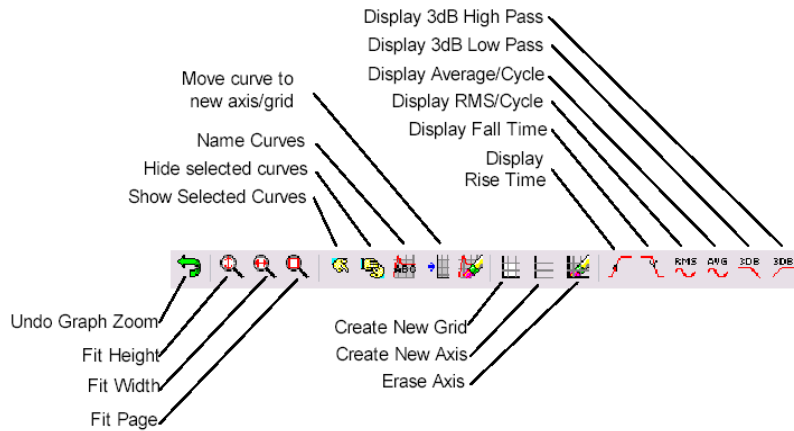 Display 3dB High Pass
Display 3dB Low Pass
Display Average/Cycle
Display RMS/Cycle
Display Fall Time
Display
Rise Time
Move curve to
new axis/grid
Name Curves
Hide selected curves
Show Selected Curves
ABC
RMS
AVG
3DB
3DB
Undo Graph Zoom
Fit Height
Fit Width
Fit Page
Create New Grid
Create New Axis
Erase Axis